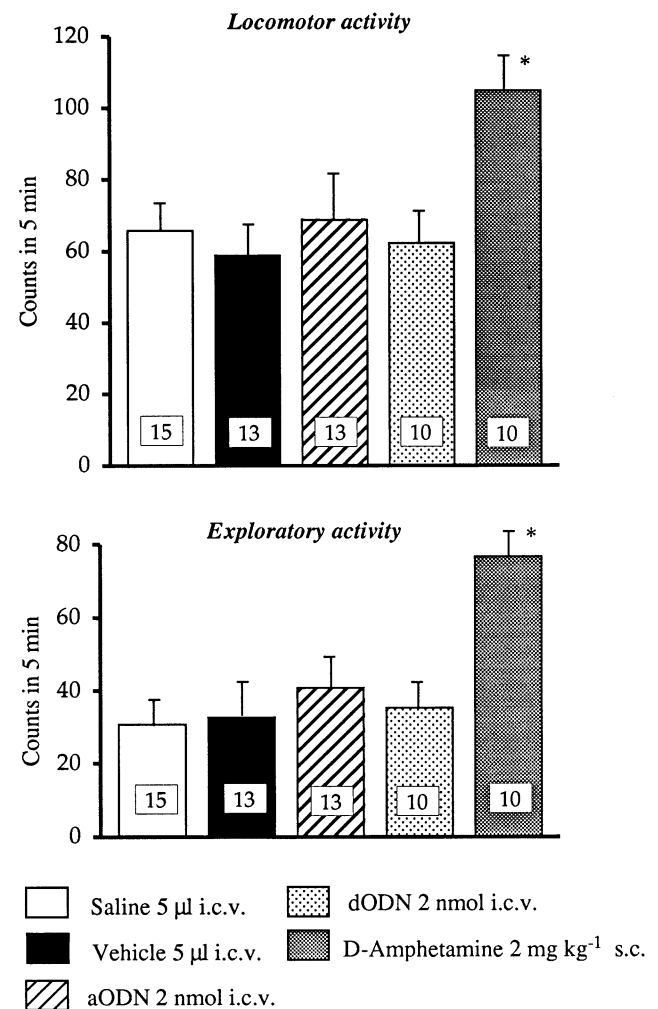 Locomotor activity
120
100
80
60
40
20
0
Counts in 5 min
15 13 13 10 10
*
Exploratory activity
80
60
40
20
0
Counts in 5 min
15 13 13 10 10
*
Saline 5 µl i.c.v.
Vehicle 5 µl i.c.v.
aODN 2 nmol i.c.v.
dODN 2 nmol i.c.v.
D-Amphetamine 2 mg kg⁻¹ s.c.